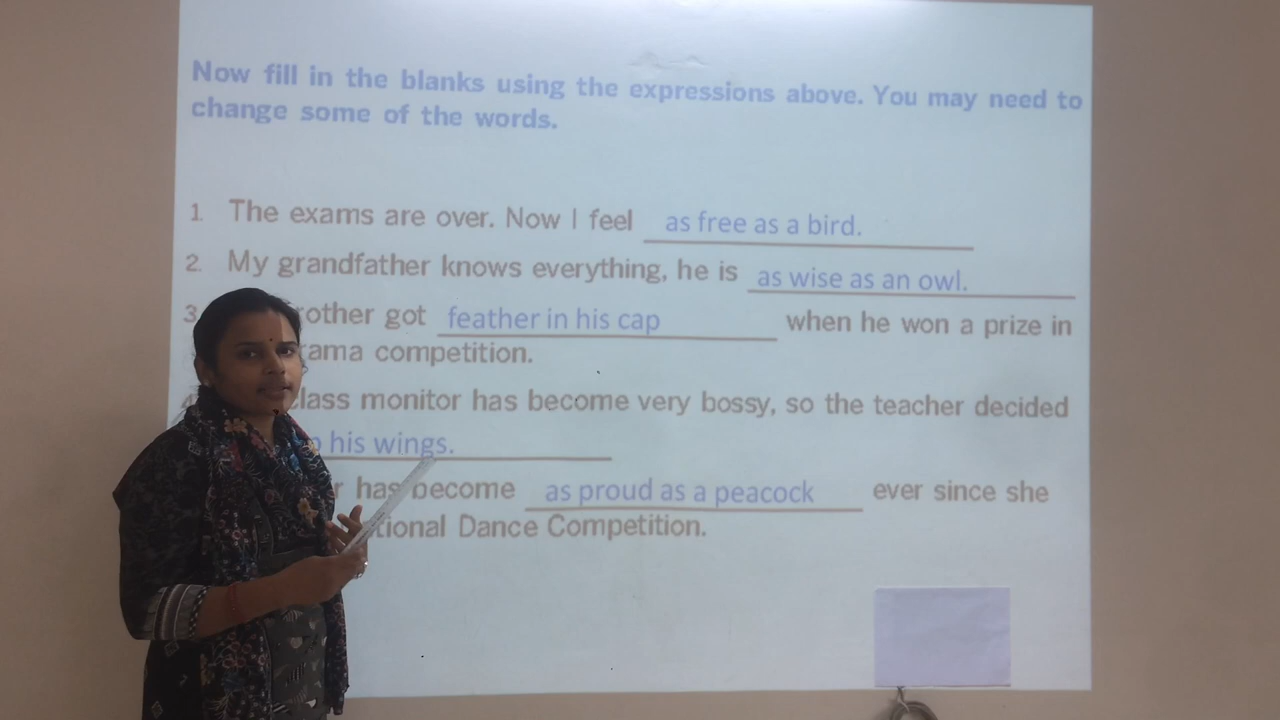 Now fill in the blanks using the expressions above. You may need to
change some of the words.
1. The exams are over. Now I feel as free as a bird.
2. My grandfather knows everything, he is as wise as an owl.
3. rother got feather in his cap when he won a prize in
ama competition.
lass monitor has become very bossy, so the teacher decided
his wings.
has become as proud as a peacock ever since she
tional Dance Competition.